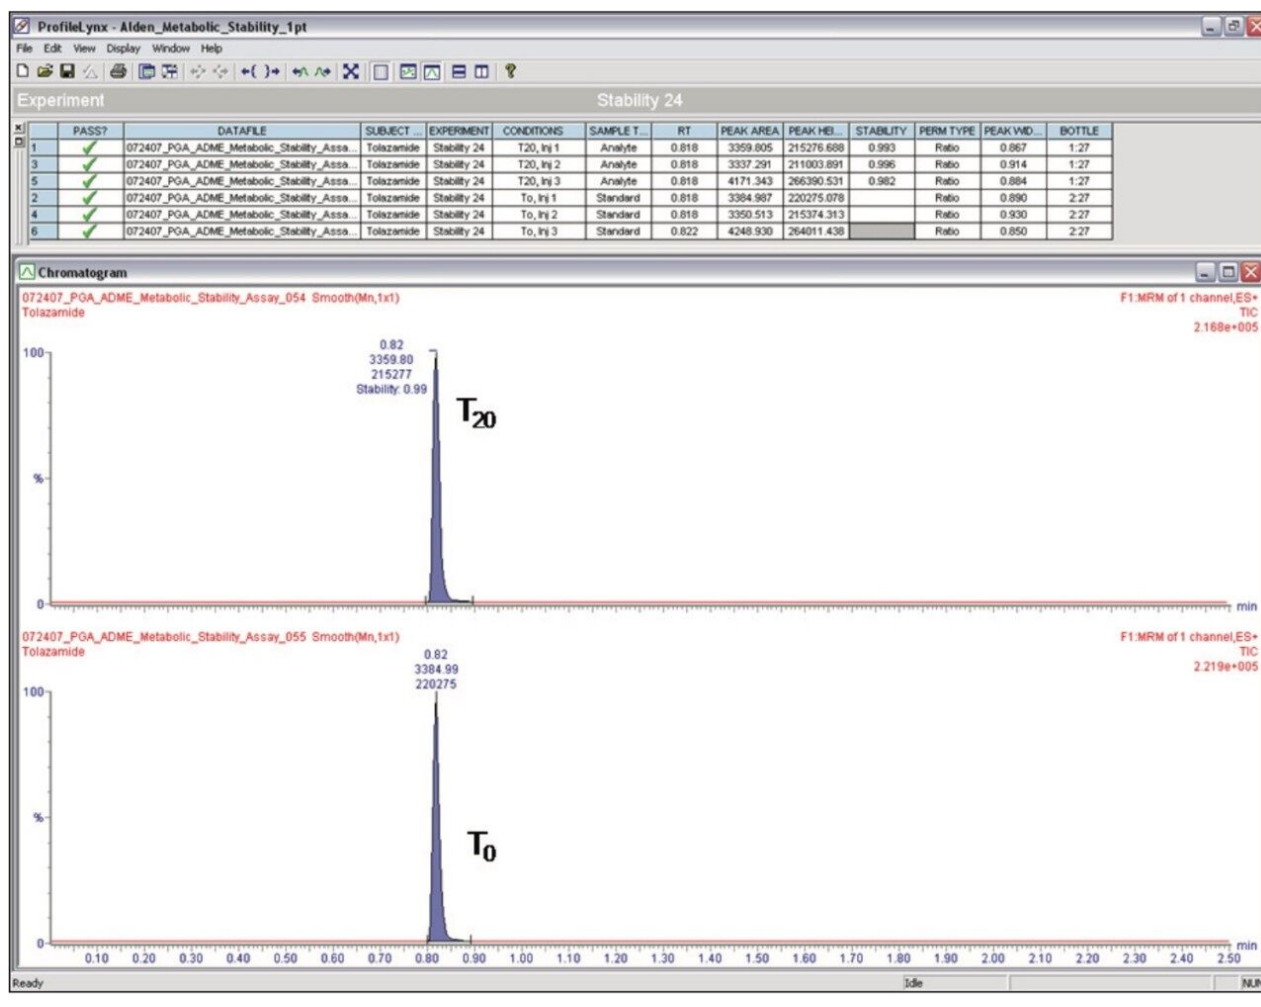 ProfileLynx - Alden_Metabolic_Stability_1pt
File Edit View Display Window Help
Experiment Stability 24
PASS? DATAFILE SUBJECT ... EXPERIMENT CONDITIONS SAMPLE T... RT PEAK AREA PEAK HEI... STABILITY PERM TYPE PEAK WID... BOTTLE
1 072407_PGA_ADME_Metabolic_Stability_Assa... Tolazamide Stability 24 T20, Inj 1 Analyte 0.818 3359.805 215276.688 0.993 Ratio 0.867 1:27
3 072407_PGA_ADME_Metabolic_Stability_Assa... Tolazamide Stability 24 T20, Inj 2 Analyte 0.818 3337.291 211003.891 0.996 Ratio 0.914 1:27
5 072407_PGA_ADME_Metabolic_Stability_Assa... Tolazamide Stability 24 T20, Inj 3 Analyte 0.818 4171.343 266390.531 0.982 Ratio 0.884 1:27
2 072407_PGA_ADME_Metabolic_Stability_Assa... Tolazamide Stability 24 To, Inj 1 Standard 0.818 3384.987 220275.078 Ratio 0.890 2:27
4 072407_PGA_ADME_Metabolic_Stability_Assa... Tolazamide Stability 24 To, Inj 2 Standard 0.818 3350.513 215374.313 Ratio 0.930 2:27
6 072407_PGA_ADME_Metabolic_Stability_Assa... Tolazamide Stability 24 To, Inj 3 Standard 0.822 4248.930 264011.438 Ratio 0.850 2:27
Chromatogram
072407_PGA_ADME_Metabolic_Stability_Assay_054 Smooth(Mn,1x1) F1:MRM of 1 channel,ES+
Tolazamide TIC
2.168e+005
0.82
100
3359.80
215277
Stability: 0.99
T20
%
0
min
072407_PGA_ADME_Metabolic_Stability_Assay_055 Smooth(Mn,1x1) F1:MRM of 1 channel,ES+
Tolazamide TIC
0.82
3384.99 2.219e+005
220275
100
%
T0
0
min
0.10 0.20 0.30 0.40 0.50 0.60 0.70 0.80 0.90 1.00 1.10 1.20 1.30 1.40 1.50 1.60 1.70 1.80 1.90 2.00 2.10 2.20 2.30 2.40 2.50
Ready Idle NUM